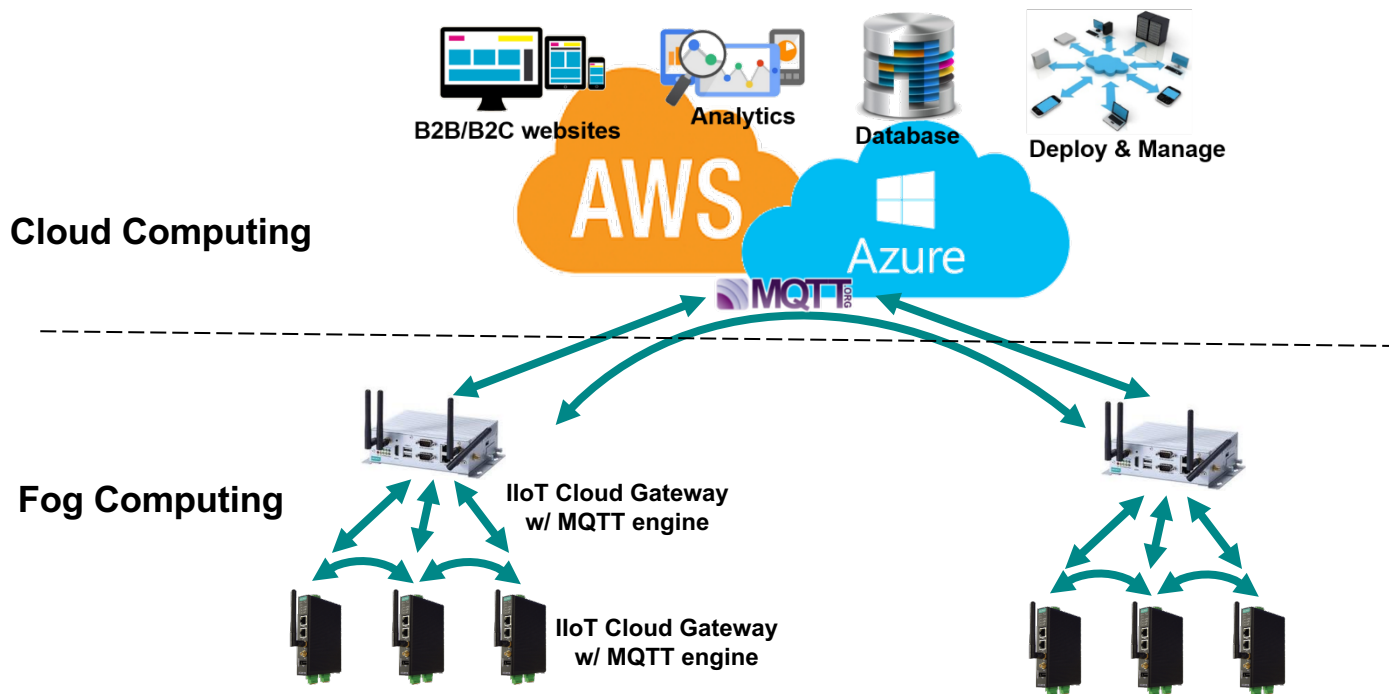 B2B/B2C websites
Analytics
Database
Deploy & Manage
AWS
Azure
Cloud Computing
MQTT.ORG
Fog Computing
IIoT Cloud Gateway
w/ MQTT engine
IIoT Cloud Gateway
w/ MQTT engine